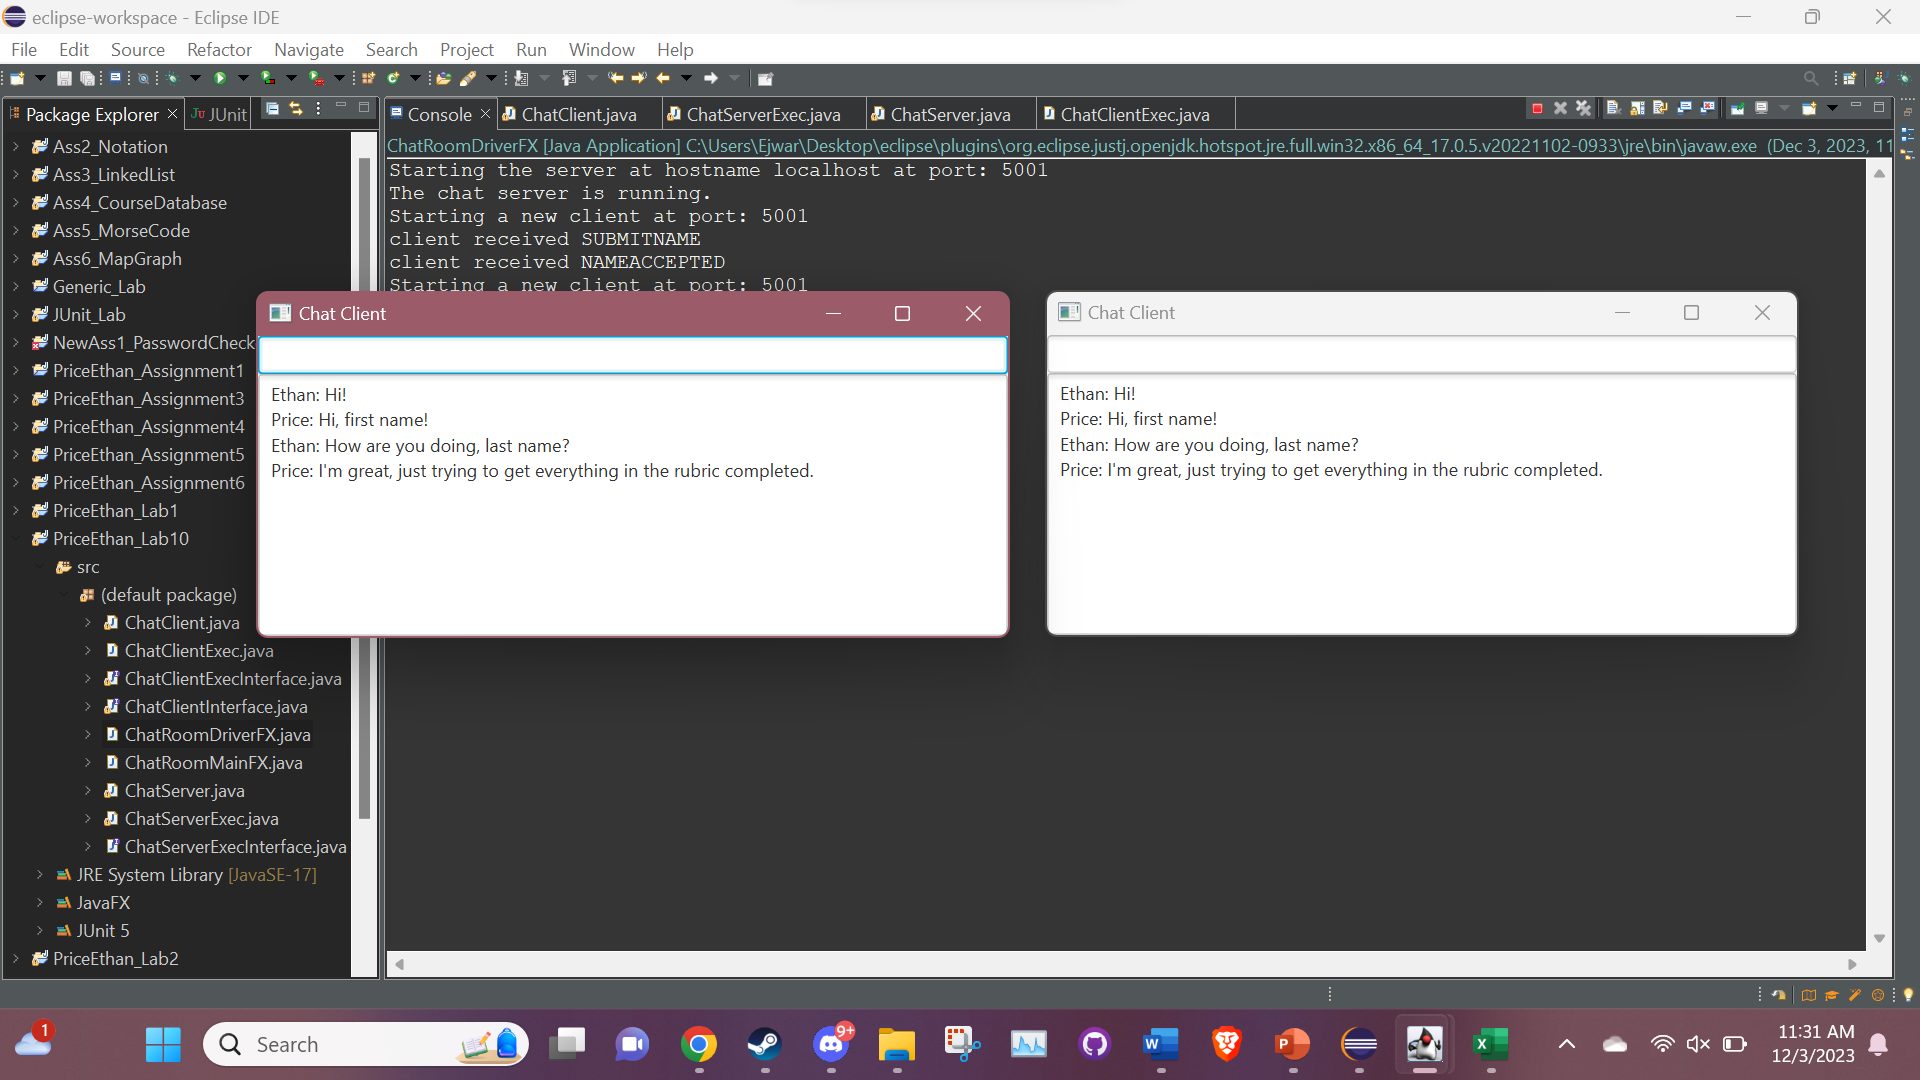 eclipse-workspace - Eclipse IDE
File Edit Source Refactor Navigate Search Project Run Window Help
Package Explorer JUnit
Console ChatClient.java ChatServerExec.java ChatServer.java ChatClientExec.java
ChatRoomDriverFX [Java Application] C:\Users\Ejwar\Desktop\eclipse\plugins\org.eclipse.justj.openjdk.hotspot.jre.full.win32.x86_64_17.0.5.v20221102-0933\jre\bin\javaw.exe (Dec 3, 2023, 11
Ass2_Notation
Ass3_LinkedList
Ass4_CourseDatabase
Ass5_MorseCode
Ass6_MapGraph
Generic_Lab
JUnit_Lab
NewAss1_PasswordCheck
PriceEthan_Assignment1
PriceEthan_Assignment3
PriceEthan_Assignment4
PriceEthan_Assignment5
PriceEthan_Assignment6
PriceEthan_Lab1
PriceEthan_Lab10
src
(default package)
ChatClient.java
ChatClientExec.java
ChatClientExecInterface.java
ChatClientInterface.java
ChatRoomDriverFX.java
ChatRoomMainFX.java
ChatServer.java
ChatServerExec.java
ChatServerExecInterface.java
JRE System Library [JavaSE-17]
JavaFX
JUnit 5
PriceEthan_Lab2
Starting the server at hostname localhost at port: 5001
The chat server is running.
Starting a new client at port: 5001
client received SUBMITNAME
client received NAMEACCEPTED
Starting a new client at port: 5001
Chat Client
Ethan: Hi!
Price: Hi, first name!
Ethan: How are you doing, last name?
Price: I'm great, just trying to get everything in the rubric completed.
Chat Client
Ethan: Hi!
Price: Hi, first name!
Ethan: How are you doing, last name?
Price: I'm great, just trying to get everything in the rubric completed.
1
Search
9+
11:31 AM
12/3/2023